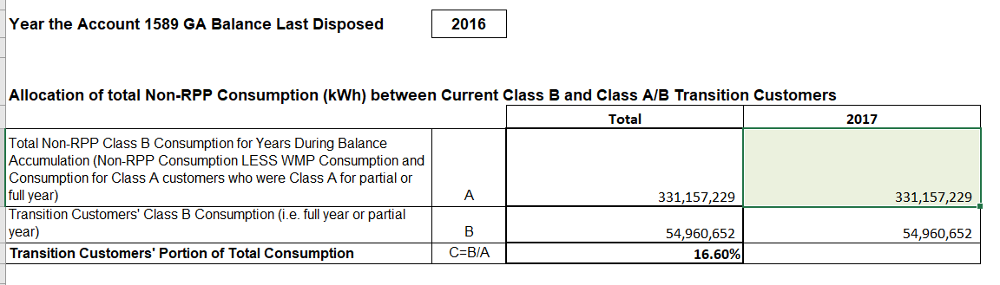 Year the Account 1589 GA Balance Last Disposed 2016
Allocation of total Non-RPP Consumption (kWh) between Current Class B and Class A/B Transition Customers
Total 2017
Total Non-RPP Class B Consumption for Years During Balance
Accumulation (Non-RPP Consumption LESS WMP Consumption and
Consumption for Class A customers who were Class A for partial or
full year) A 331,157,229 331,157,229
Transition Customers' Class B Consumption (i.e. full year or partial
year) B 54,960,652 54,960,652
Transition Customers' Portion of Total Consumption C=B/A 16.60%